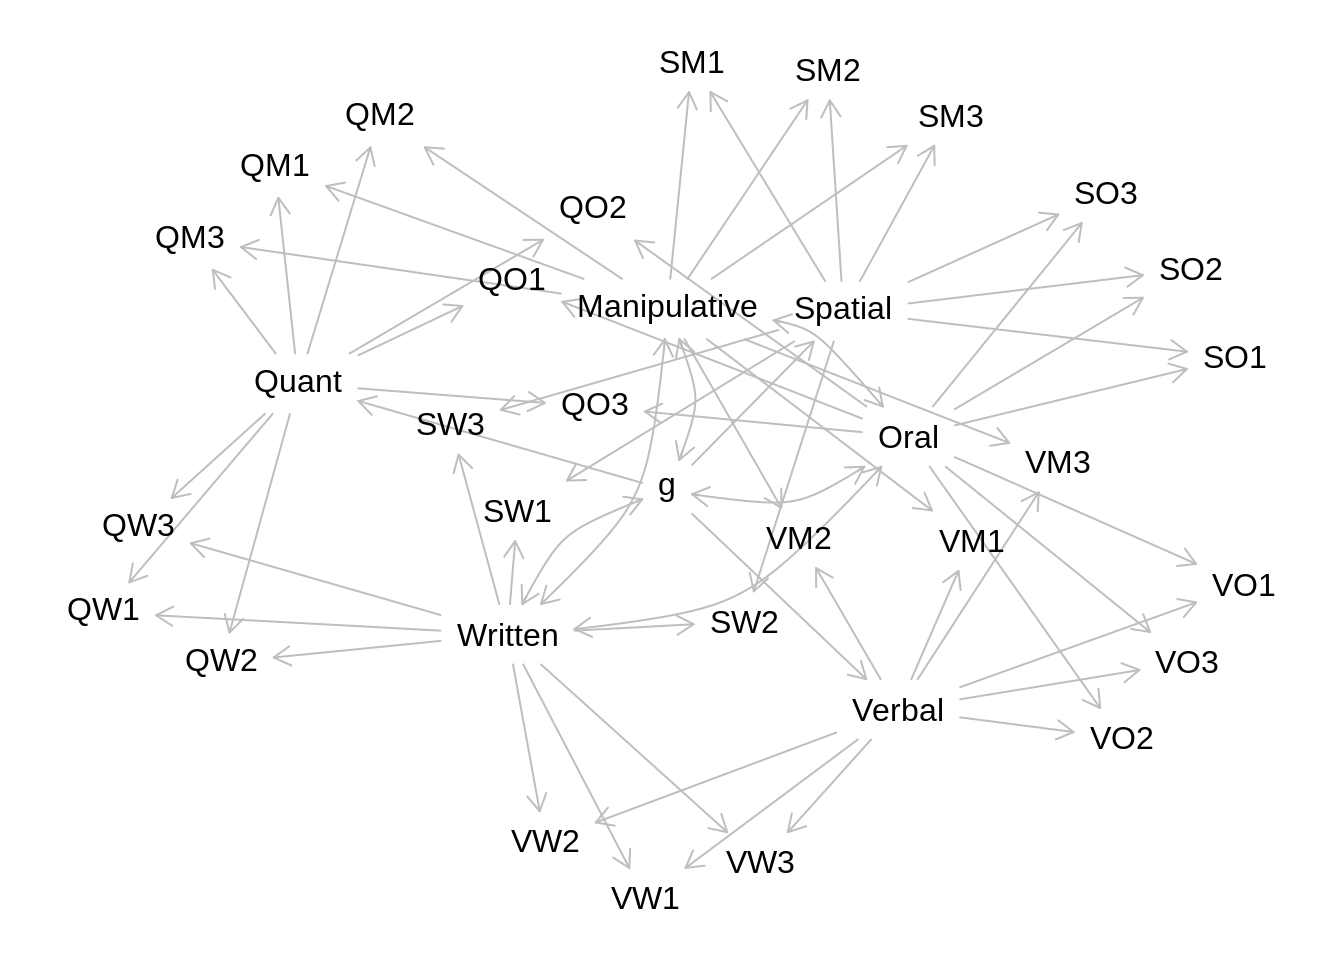 SM1
SM2
QM2
SM3
QM1
SO3
QO2
QM3
SO2
QO1
Manipulative
Spatial
SO1
Quant
QO3
SW3
Oral
VM3
g
SW1
QW3
VM2
VM1
VO1
QW1
SW2
Written
QW2
VO3
Verbal
VO2
VW2
VW3
VW1